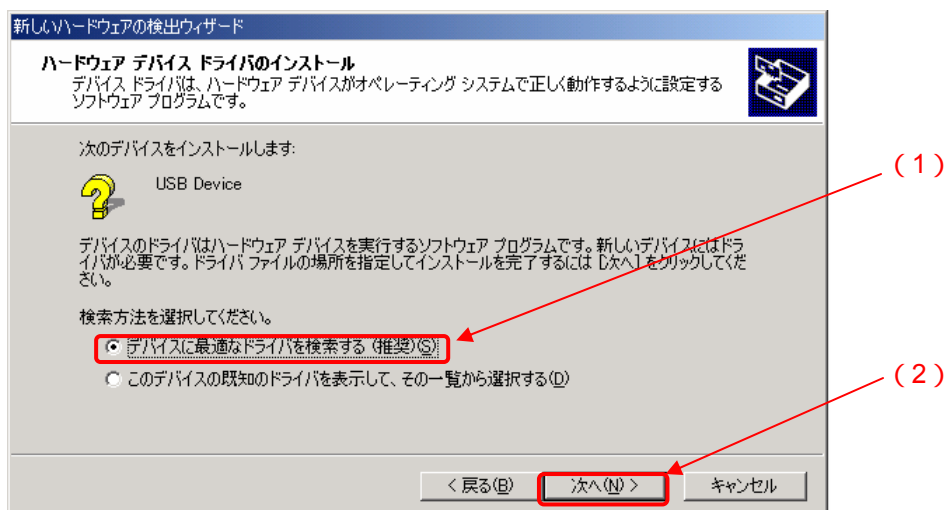 新しいハードウェアの検出ウィザード
ハードウェア デバイス ドライバのインストール
デバイス ドライバは、ハードウェア デバイスがオペレーティング システムで正しく動作するように設定する
ソフトウェア プログラムです。
次のデバイスをインストールします:
USB Device
デバイスのドライバはハードウェア デバイスを実行するソフトウェア プログラムです。新しいデバイスにはドラ
イバが必要です。ドライバ ファイルの場所を指定してインストールを完了するには [次へ] をクリックしてくだ
さい。
検索方法を選択してください。
デバイスに最適なドライバを検索する (推奨)(S)
このデバイスの既知のドライバを表示して、その一覧から選択する(D)
< 戻る(B)
次へ(N) >
キャンセル
（1）
（2）